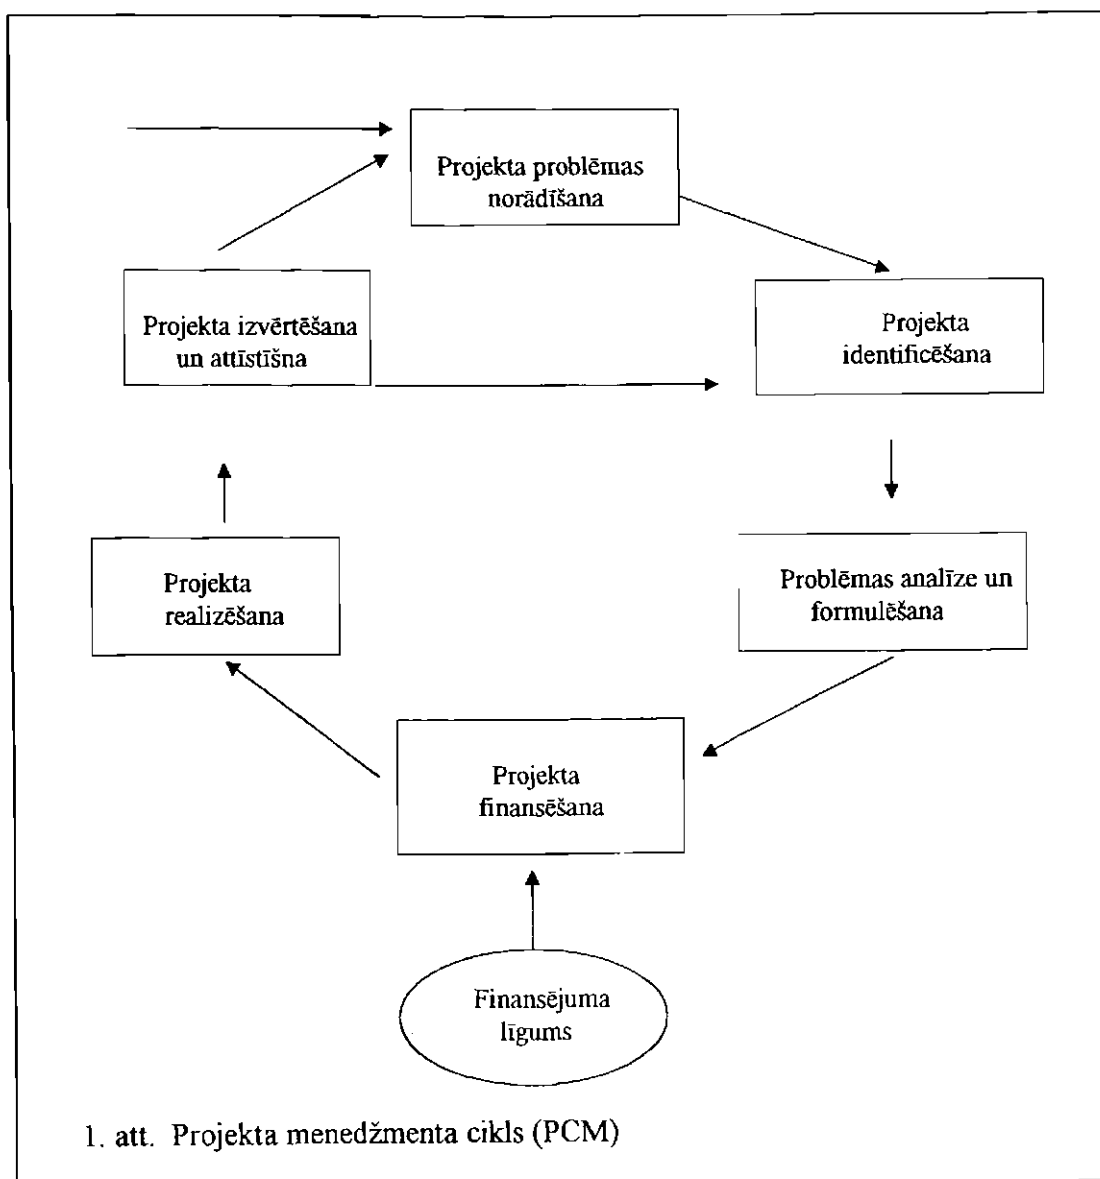 Projekta problēmas
norādīšana
Projekta izvērtēšana
un attīstīšna
Projekta
identificēšana
Projekta
realizēšana
Problēmas analīze un
formulēšana
Projekta
finansēšana
Finansējuma
līgums
1. att. Projekta menedžmenta cikls (PCM)